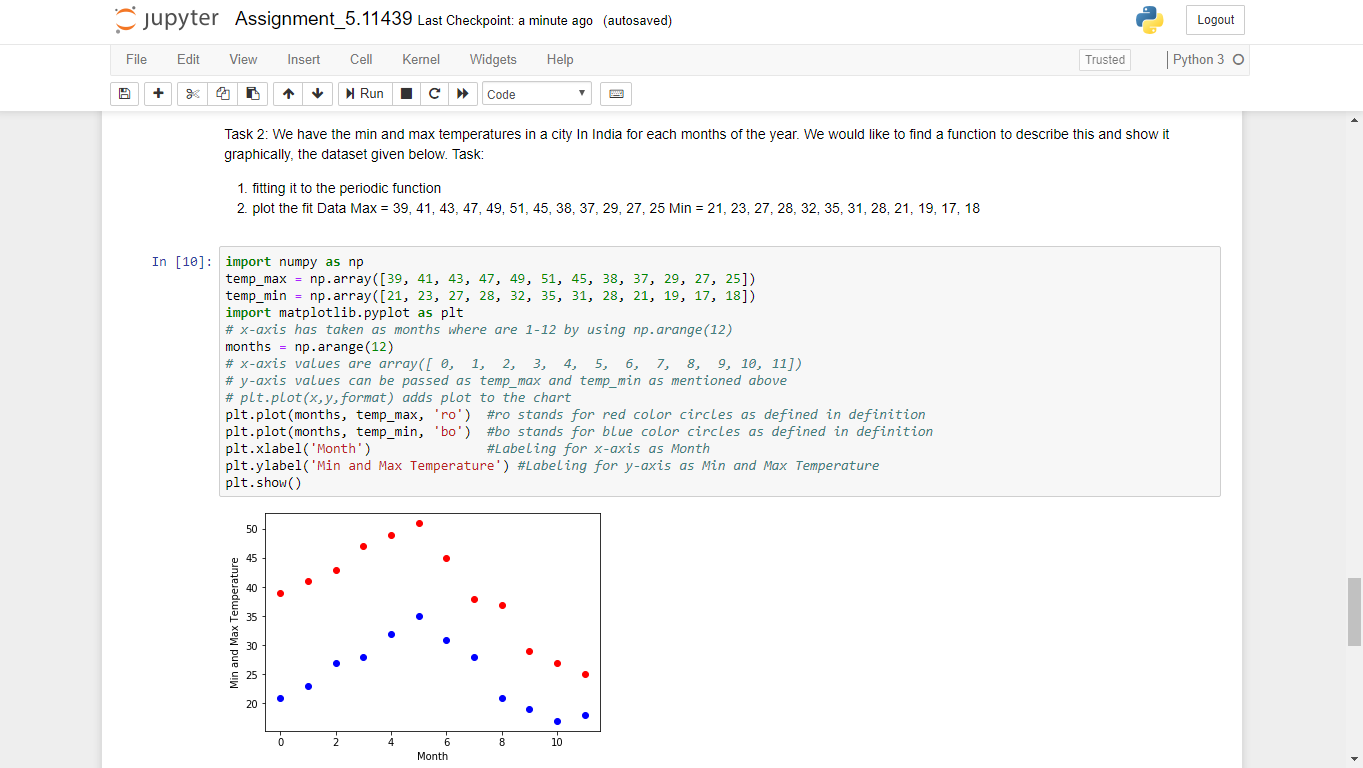 jupyter Assignment_5.11439 Last Checkpoint: a minute ago (autosaved)
Logout
File Edit View Insert Cell Kernel Widgets Help
Trusted
Python 3
Run
Code
Task 2: We have the min and max temperatures in a city In India for each months of the year. We would like to find a function to describe this and show it
graphically, the dataset given below. Task:
1. fitting it to the periodic function
2. plot the fit Data Max = 39, 41, 43, 47, 49, 51, 45, 38, 37, 29, 27, 25 Min = 21, 23, 27, 28, 32, 35, 31, 28, 21, 19, 17, 18
In [10]:
import numpy as np
temp_max = np.array([39, 41, 43, 47, 49, 51, 45, 38, 37, 29, 27, 25])
temp_min = np.array([21, 23, 27, 28, 32, 35, 31, 28, 21, 19, 17, 18])
import matplotlib.pyplot as plt
# x-axis has taken as months where are 1-12 by using np.arange(12)
months = np.arange(12)
# x-axis values are array([ 0,  1,  2,  3,  4,  5,  6,  7,  8,  9, 10, 11])
# y-axis values can be passed as temp_max and temp_min as mentioned above
# plt.plot(x,y,format) adds plot to the chart
plt.plot(months, temp_max, 'ro')  #ro stands for red color circles as defined in definition
plt.plot(months, temp_min, 'bo')  #bo stands for blue color circles as defined in definition
plt.xlabel('Month')               #Labeling for x-axis as Month
plt.ylabel('Min and Max Temperature') #Labeling for y-axis as Min and Max Temperature
plt.show()
Min and Max Temperature
50
45
40
35
30
25
20
0 2 4 6 8 10
Month